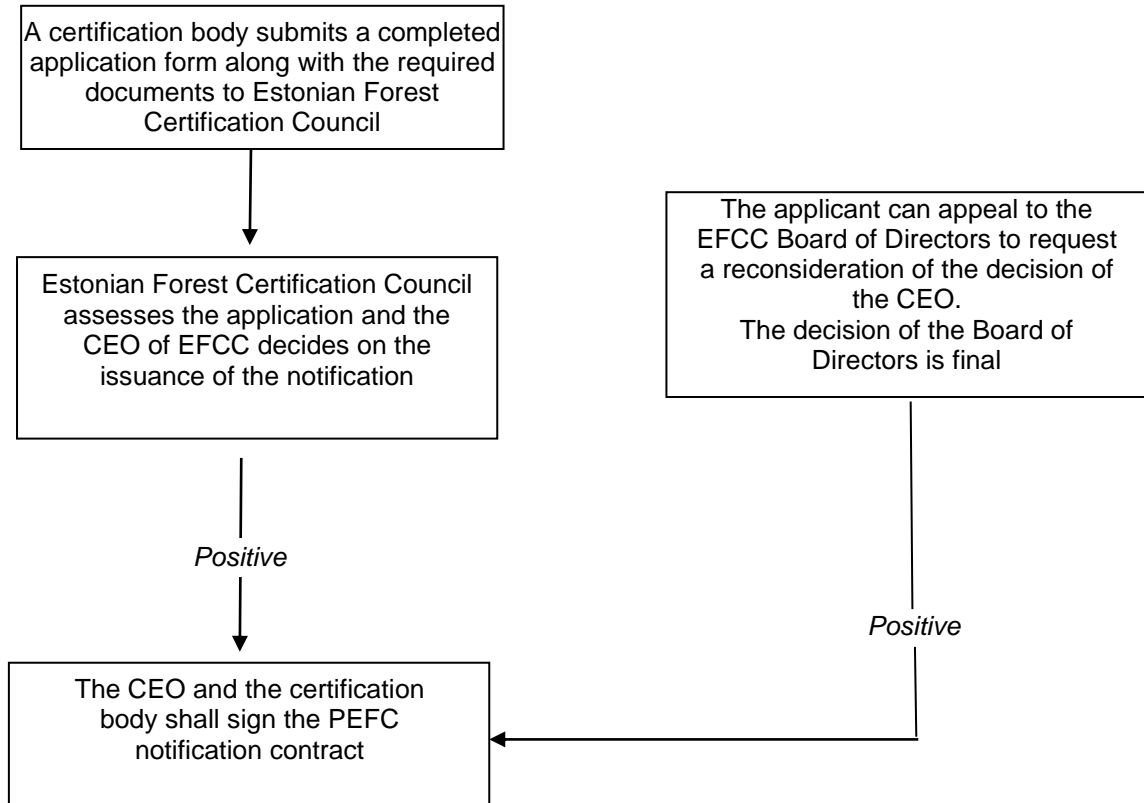 A certification body submits a completed
application form along with the required
documents to Estonian Forest
Certification Council
The applicant can appeal to the
EFCC Board of Directors to request
a reconsideration of the decision of
the CEO.
The decision of the Board of
Directors is final
Estonian Forest Certification Council
assesses the application and the
CEO of EFCC decides on the
issuance of the notification
Positive
Positive
The CEO and the certification
body shall sign the PEFC
notification contract